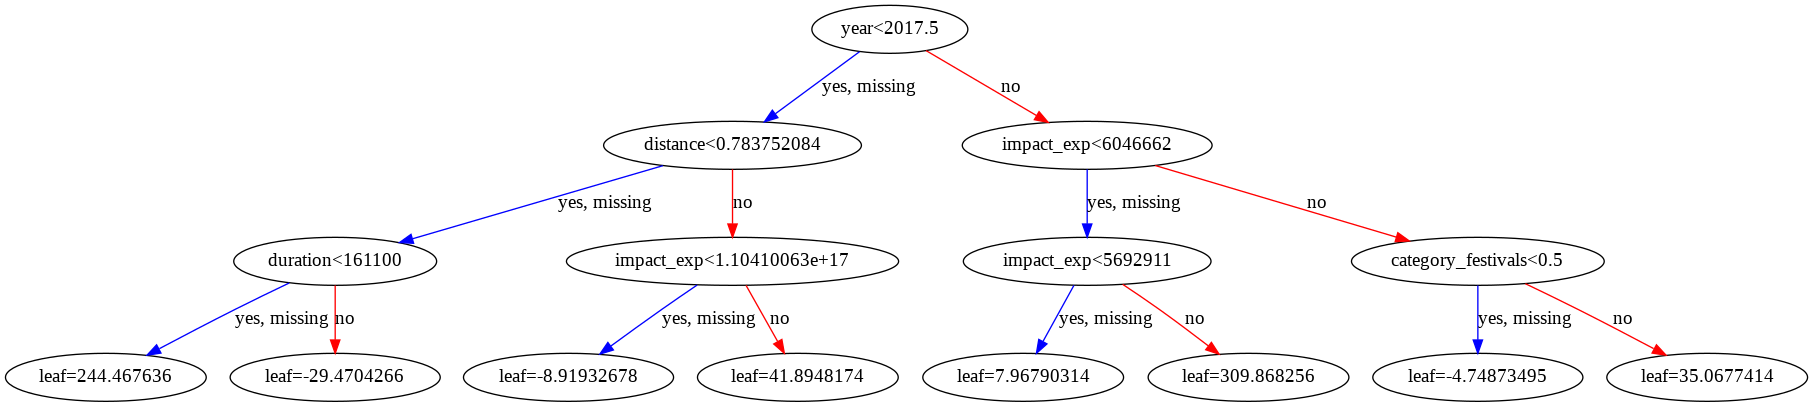 year<2017.5
yes, missing
no
distance<0.783752084
impact_exp<6046662
yes, missing
no
yes, missing
no
duration<161100
impact_exp<1.10410063e+17
impact_exp<5692911
category_festivals<0.5
yes, missing
no
yes, missing
no
yes, missing
no
yes, missing
no
leaf=244.467636
leaf=-29.4704266
leaf=-8.91932678
leaf=41.8948174
leaf=7.96790314
leaf=309.868256
leaf=-4.74873495
leaf=35.0677414